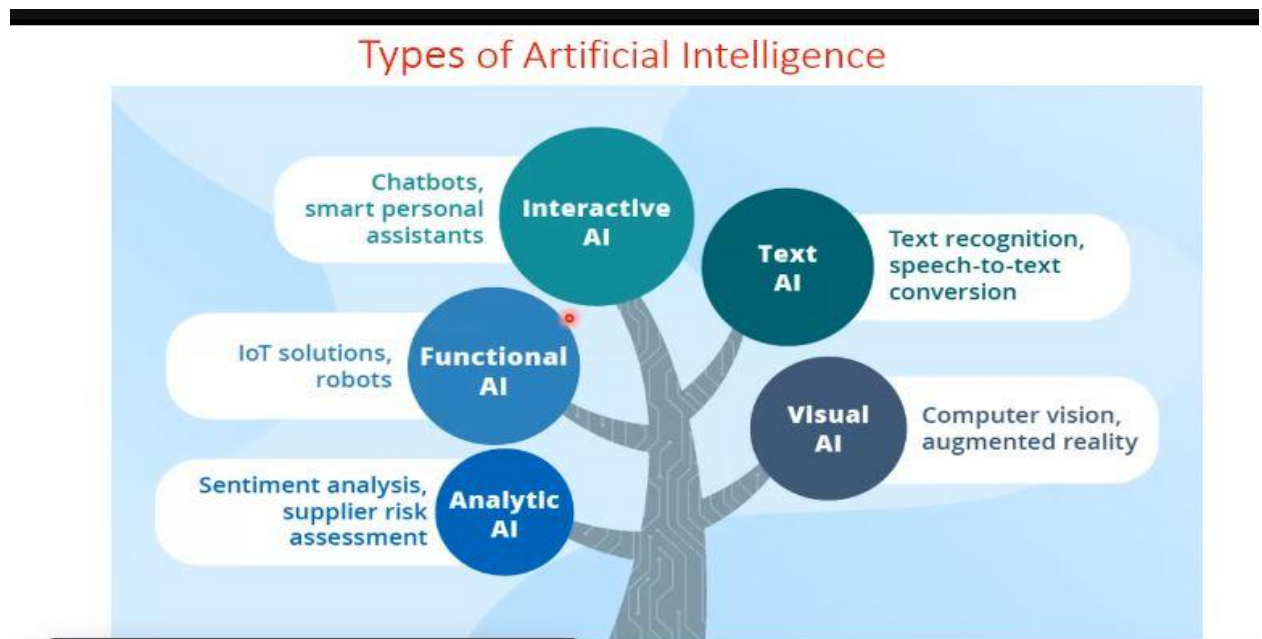 Types of Artificial Intelligence
Chatbots,
smart personal
assistants
Interactive
AI
Text
AI
Text recognition,
speech-to-text
conversion
IoT solutions,
robots
Functional
AI
Visual
AI
Computer vision,
augmented reality
Sentiment analysis,
supplier risk
assessment
Analytic
AI